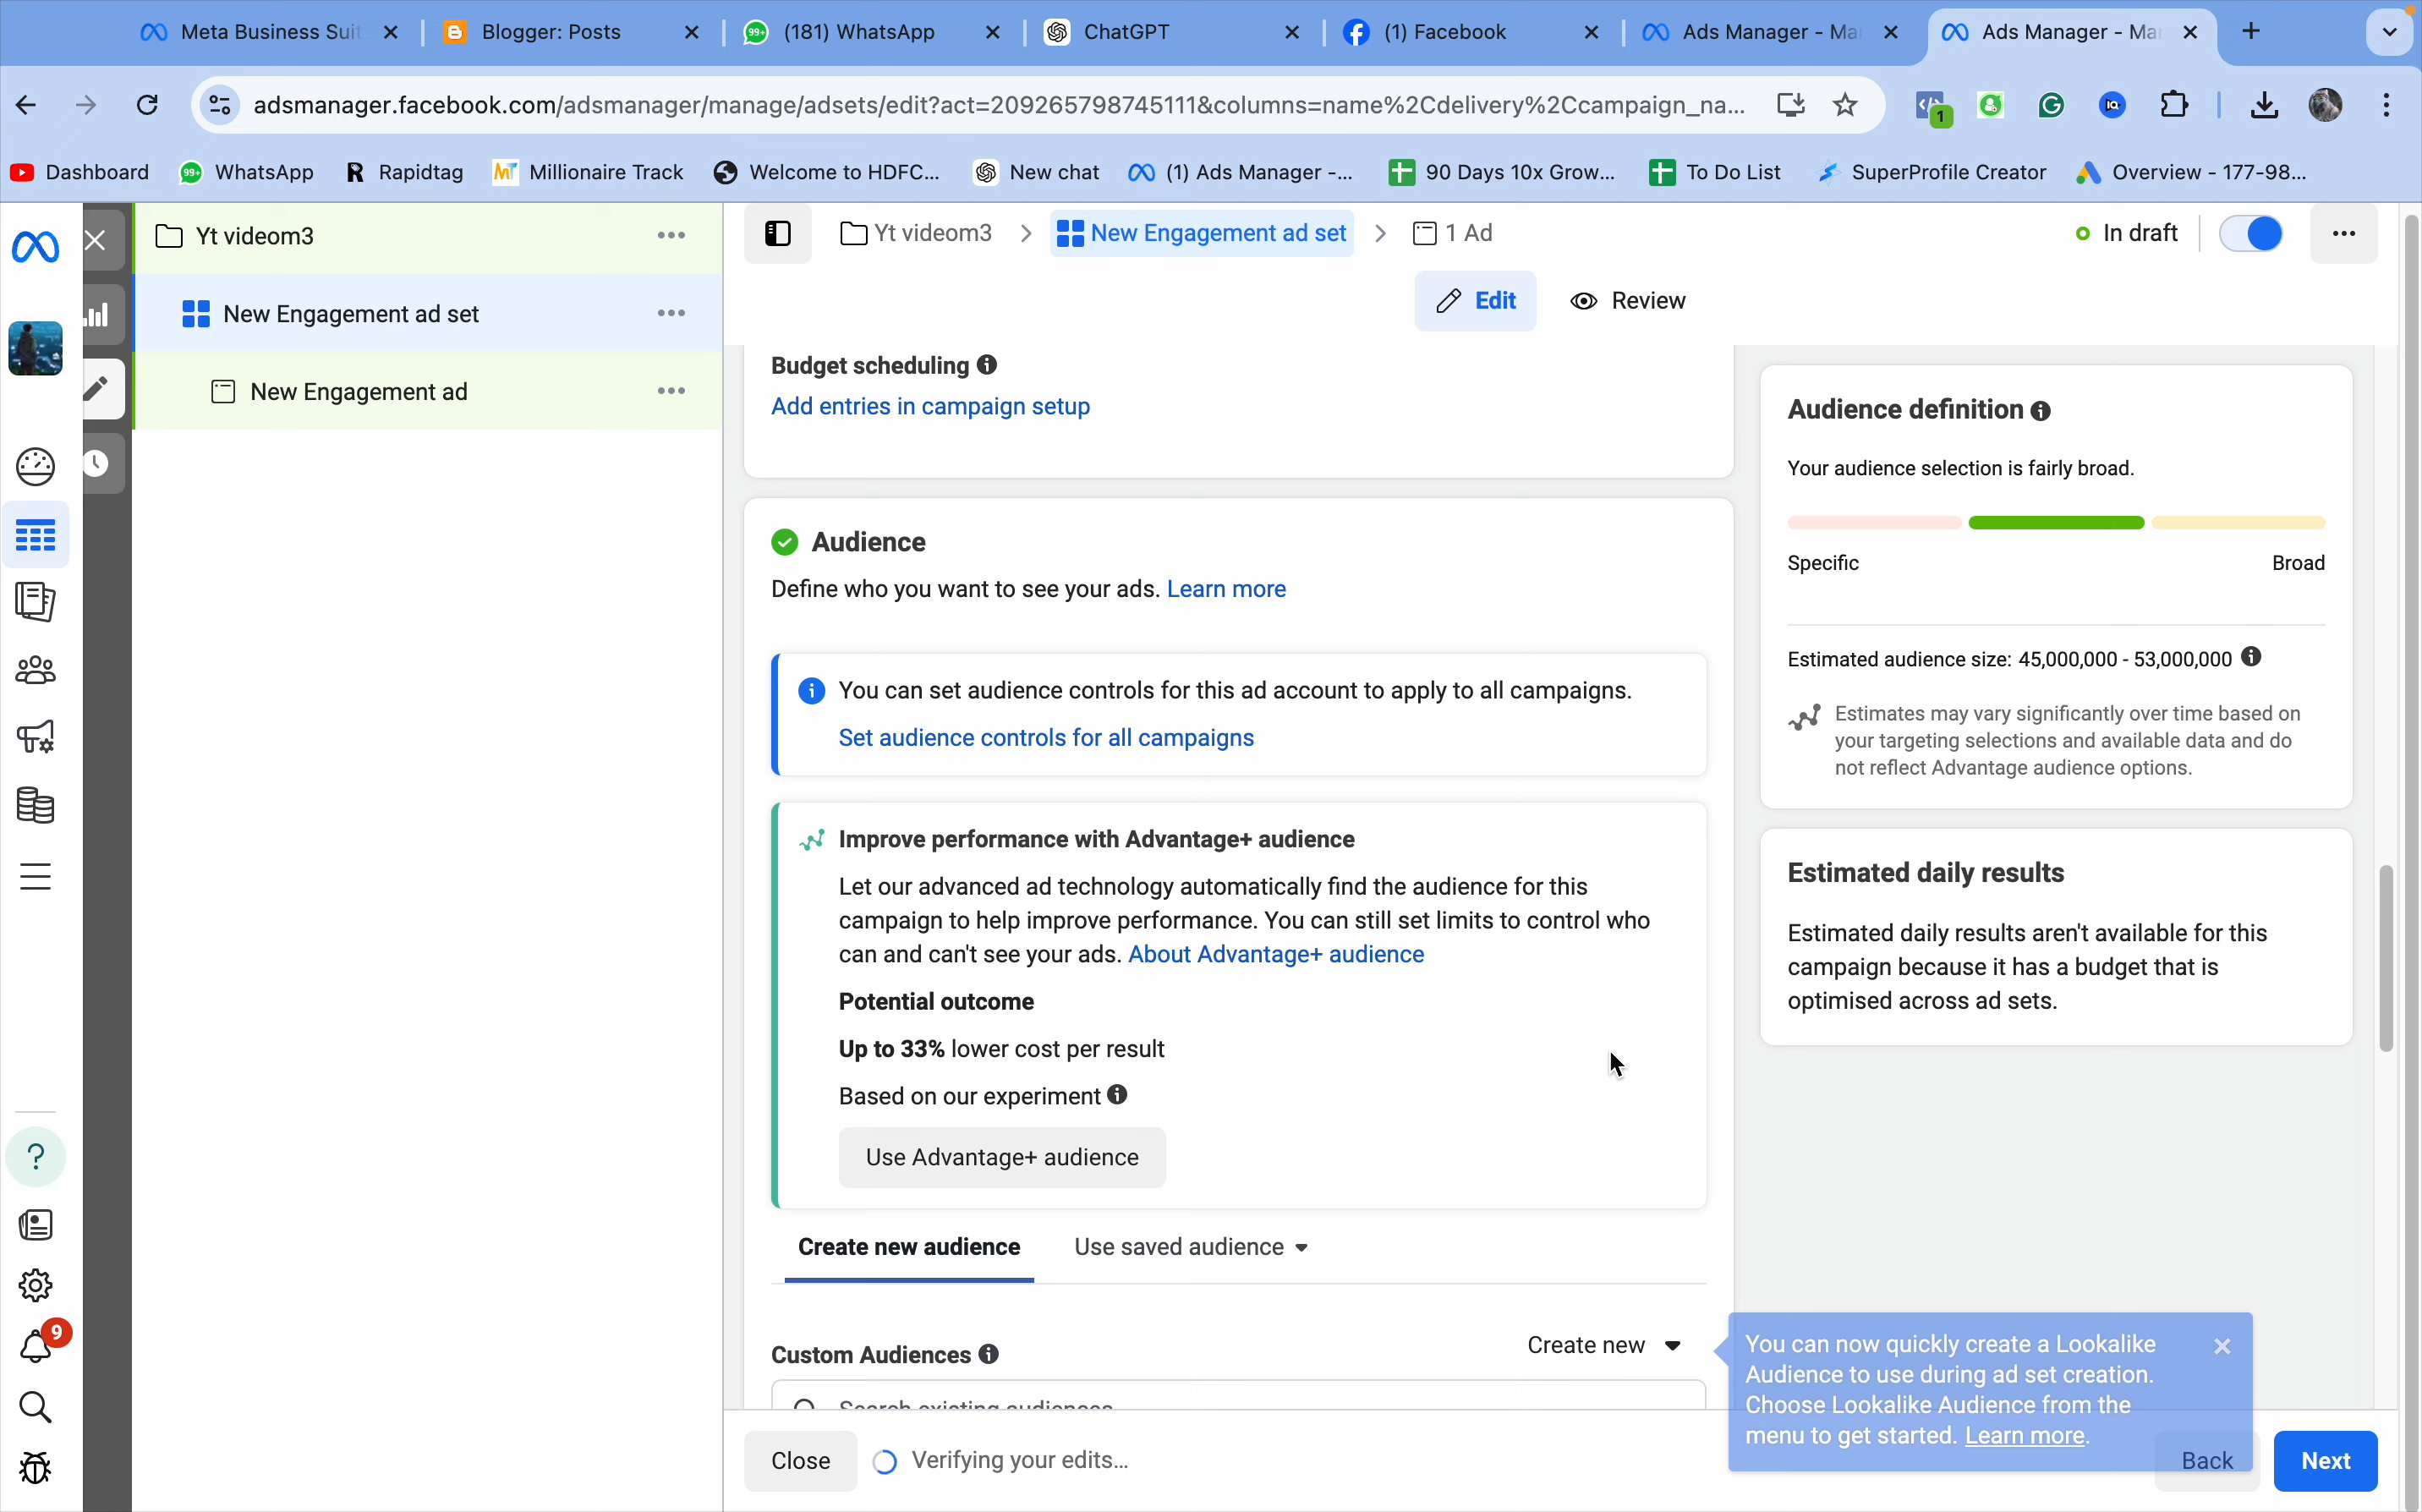 Meta Business Suit
Blogger: Posts
(181) WhatsApp
ChatGPT
(1) Facebook
Ads Manager - Ma
Ads Manager - Ma
adsmanager.facebook.com/adsmanager/manage/adsets/edit?act=209265798745111&columns=name%2Cdelivery%2Ccampaign_na...
1
Dashboard
99+
WhatsApp
Rapidtag
Millionaire Track
Welcome to HDFC...
New chat
(1) Ads Manager -...
90 Days 10x Grow...
To Do List
SuperProfile Creator
Overview - 177-98...
Yt videom3
New Engagement ad set
New Engagement ad
Yt videom3
New Engagement ad set
1 Ad
In draft
Edit
Review
Budget scheduling
Add entries in campaign setup
Audience
Define who you want to see your ads. Learn more
You can set audience controls for this ad account to apply to all campaigns.
Set audience controls for all campaigns
Improve performance with Advantage+ audience
Let our advanced ad technology automatically find the audience for this
campaign to help improve performance. You can still set limits to control who
can and can't see your ads. About Advantage+ audience
Potential outcome
Up to 33% lower cost per result
Based on our experiment
Use Advantage+ audience
Create new audience
Use saved audience
Custom Audiences
Create new
Search existing audiences
Close
Verifying your edits...
Audience definition
Your audience selection is fairly broad.
Specific
Broad
Estimated audience size: 45,000,000 - 53,000,000
Estimates may vary significantly over time based on
your targeting selections and available data and do
not reflect Advantage audience options.
Estimated daily results
Estimated daily results aren't available for this
campaign because it has a budget that is
optimised across ad sets.
You can now quickly create a Lookalike
Audience to use during ad set creation.
Choose Lookalike Audience from the
menu to get started. Learn more.
Back
Next
9